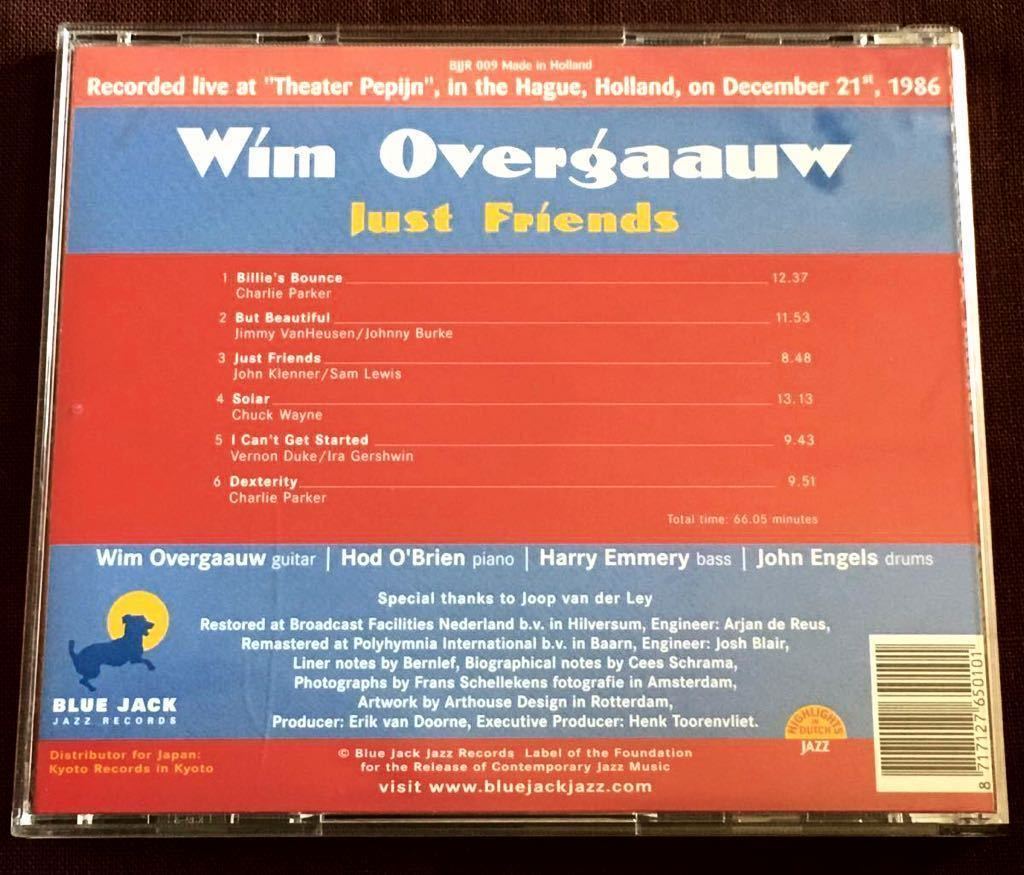 BJJR 009 Made in Holland
Recorded live at "Theater Pepijn", in the Hague, Holland, on December 21st, 1986
Wim Overgaauw
Just Friends
1 Billie's Bounce 12.37
Charlie Parker
2 But Beautiful 11.53
Jimmy VanHeusen/Johnny Burke
3 Just Friends 8.48
John Klenner/Sam Lewis
4 Solar 13.13
Chuck Wayne
5 I Can't Get Started 9.43
Vernon Duke/Ira Gershwin
6 Dexterity 9.51
Charlie Parker
Total time: 66.05 minutes
Wim Overgaauw guitar | Hod O'Brien piano | Harry Emmery bass | John Engels drums
Special thanks to Joop van der Ley
Restored at Broadcast Facilities Nederland b.v. in Hilversum, Engineer: Arjan de Reus,
Remastered at Polyhymnia International b.v. in Baarn, Engineer: Josh Blair,
Liner notes by Bernlef, Biographical notes by Cees Schrama,
Photographs by Frans Schellekens fotografie in Amsterdam,
Artwork by Arthouse Design in Rotterdam,
Producer: Erik van Doorne, Executive Producer: Henk Toorenvliet.
BLUE JACK
JAZZ RECORDS
HIGHLIGHTS
IN
DUTCH
JAZZ
8 717127 650101
Distributor for Japan:
Kyoto Records in Kyoto
© Blue Jack Jazz Records Label of the Foundation
for the Release of Contemporary Jazz Music
visit www.bluejackjazz.com